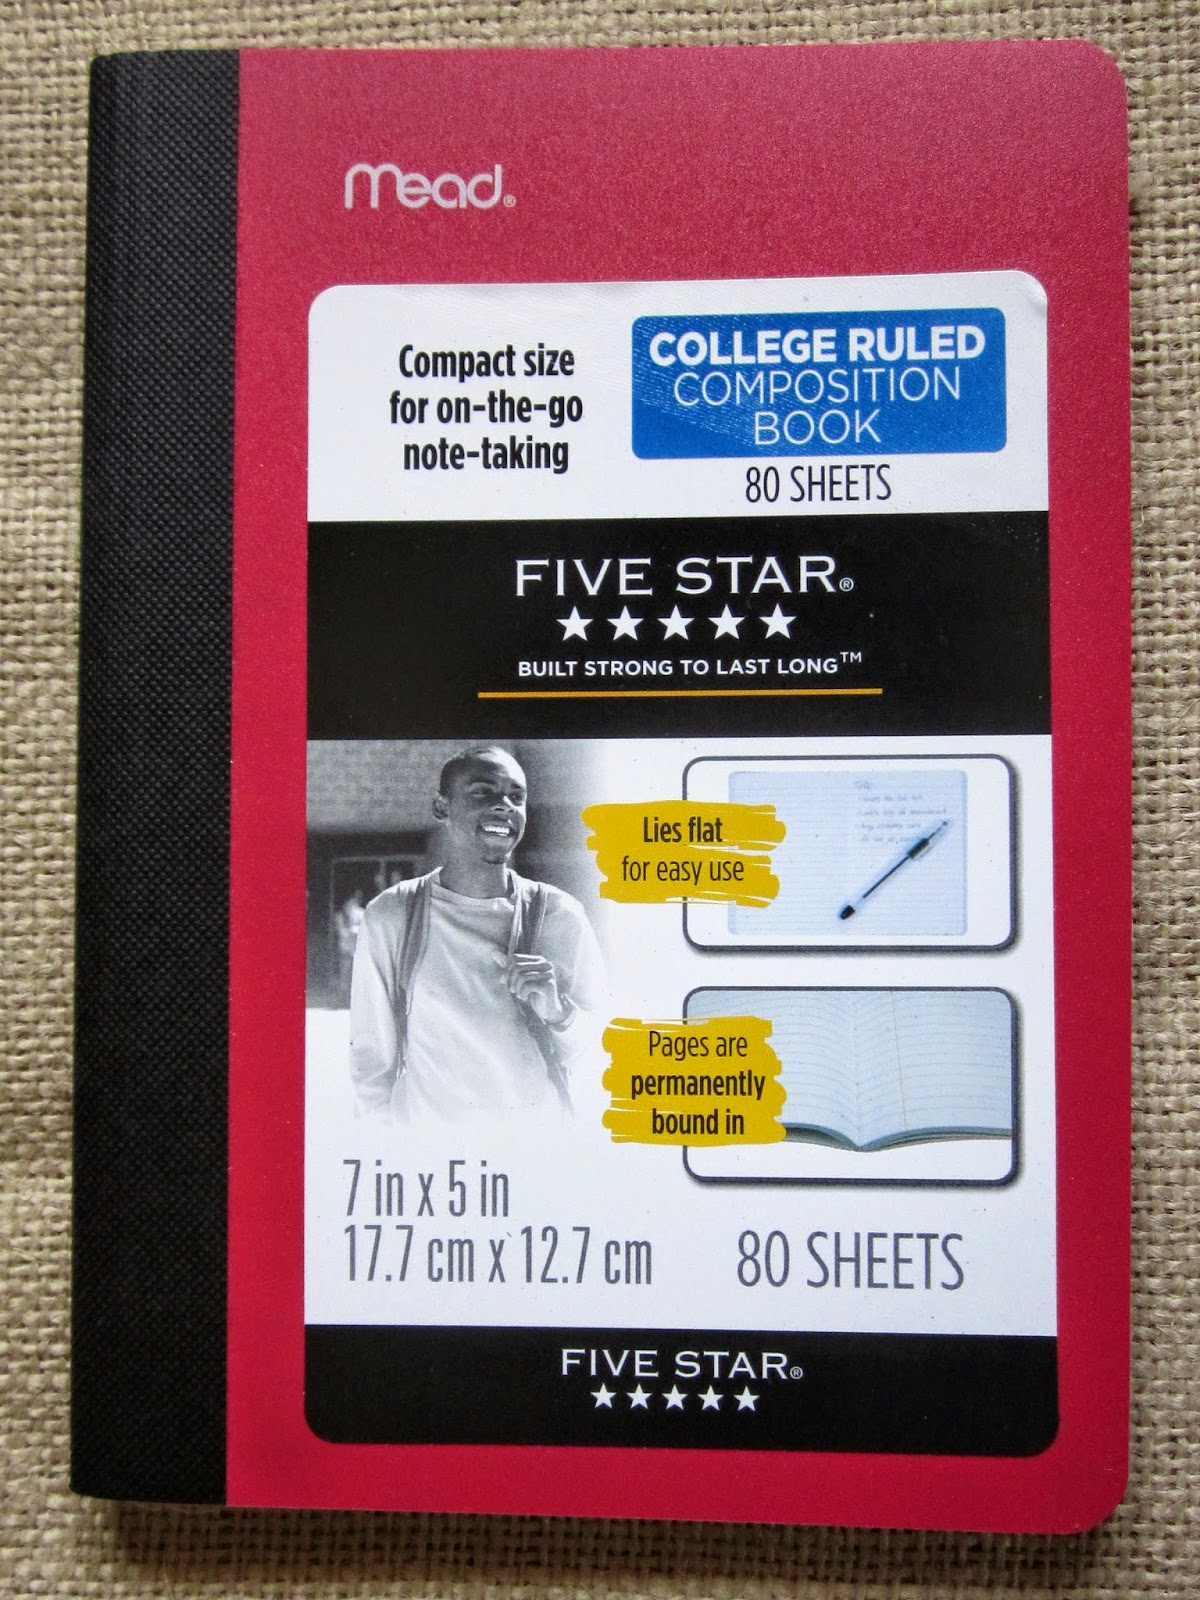 Mead®
Compact size
for on-the-go
note-taking
COLLEGE RULED
COMPOSITION
BOOK
80 SHEETS
FIVE STAR®
★★★★★
BUILT STRONG TO LAST LONG™
Lies flat
for easy use
Pages are
permanently
bound in
7 in x 5 in
17.7 cm x 12.7 cm
80 SHEETS
FIVE STAR®
★★★★★